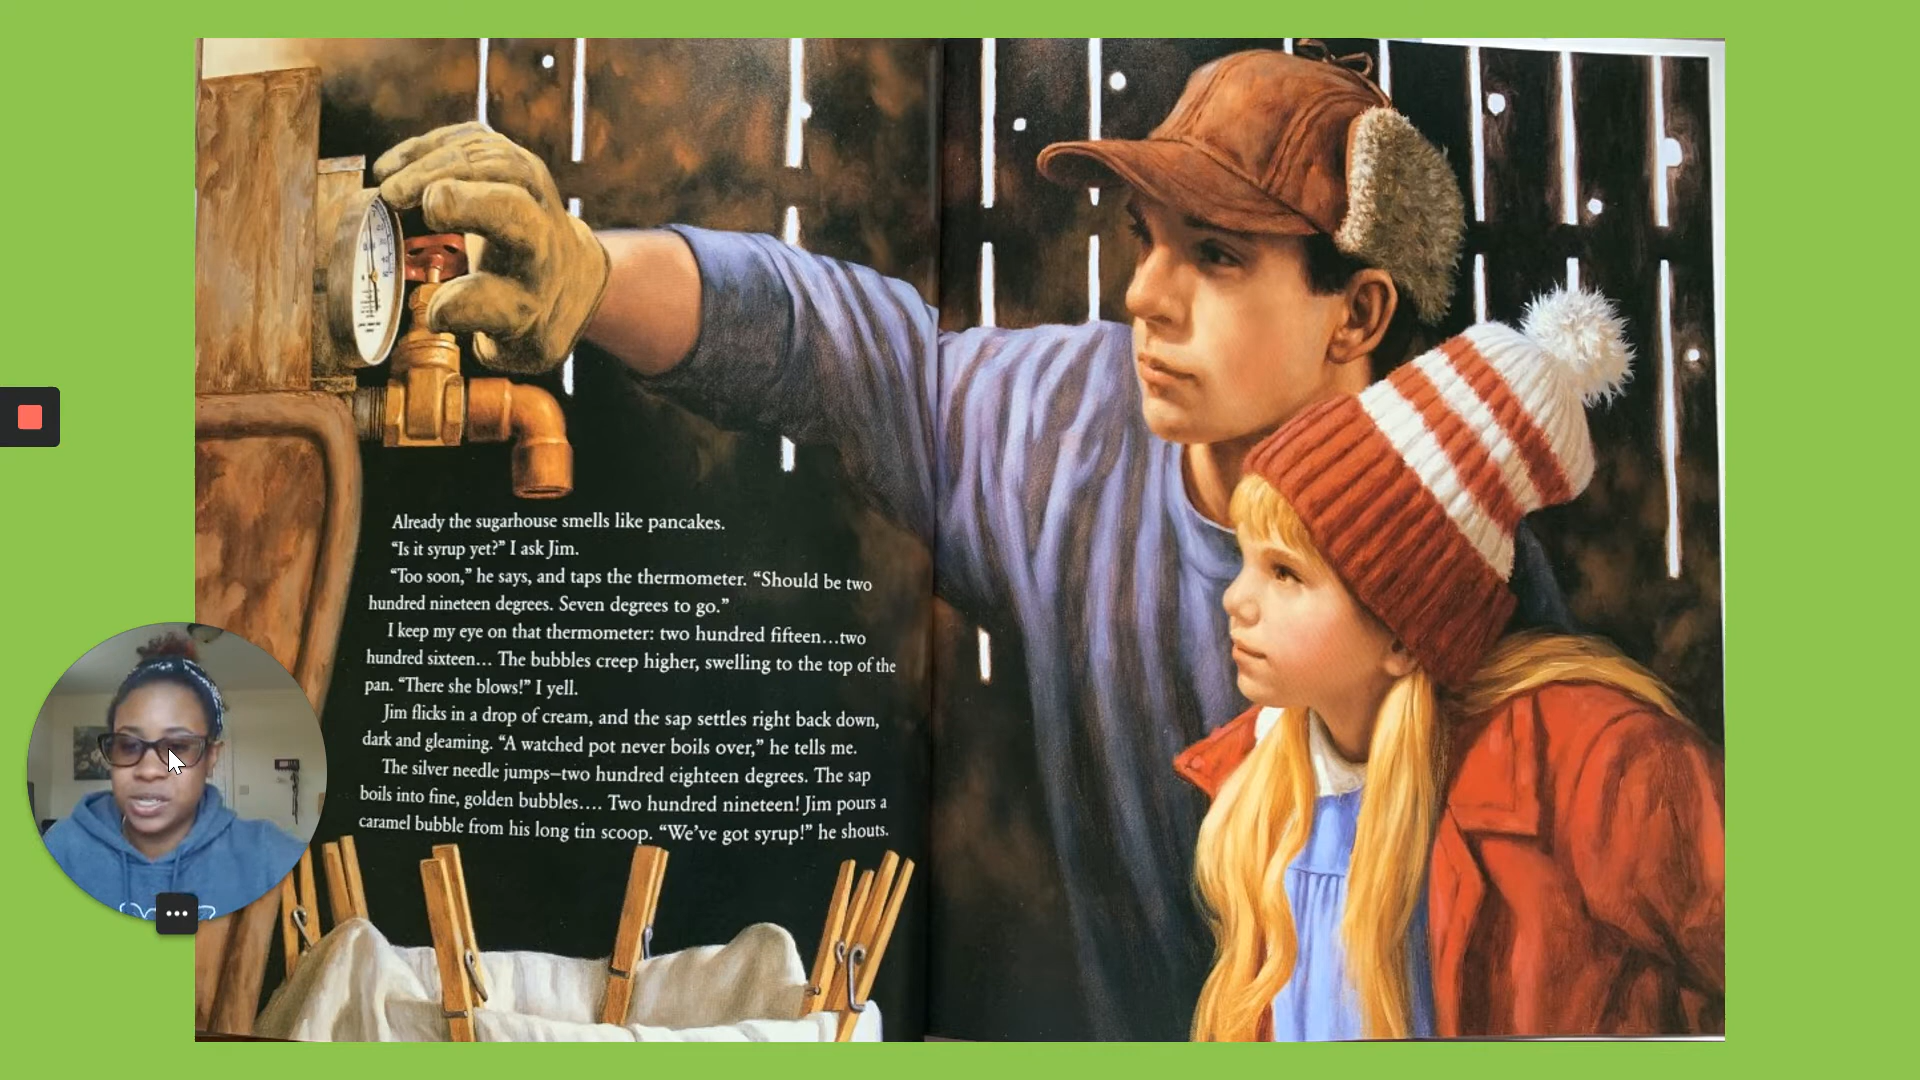 Already the sugarhouse smells like pancakes.
“Is it syrup yet?” I ask Jim.
“Too soon,” he says, and taps the thermometer. “Should be two
hundred nineteen degrees. Seven degrees to go.”
I keep my eye on that thermometer: two hundred fifteen…two
hundred sixteen… The bubbles creep higher, swelling to the top of the
pan. “There she blows!” I yell.
Jim flicks in a drop of cream, and the sap settles right back down,
dark and gleaming. “A watched pot never boils over,” he tells me.
The silver needle jumps–two hundred eighteen degrees. The sap
boils into fine, golden bubbles…. Two hundred nineteen! Jim pours a
caramel bubble from his long tin scoop. “We’ve got syrup!” he shouts.